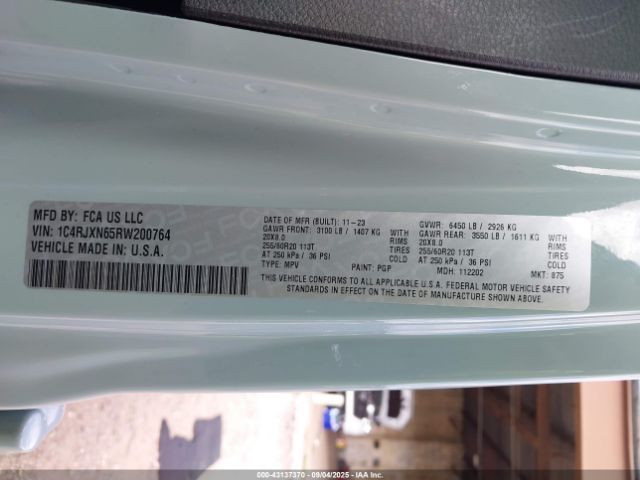 MFD BY: FCA US LLC
VIN: 1C4RJXN65RW200764
VEHICLE MADE IN: U.S.A.
DATE OF MFR (BUILT): 11-23
GAWR FRONT: 3100 LB / 1407 KG WITH
20X8.0 RIMS
255/60R20 113T TIRES
AT 250 kPa / 36 PSI COLD
TYPE: MPV PAINT: PGP
GVWR: 6450 LB / 2926 KG
GAWR REAR: 3550 LB / 1611 KG WITH
20X8.0 RIMS
255/60R20 113T TIRES
AT 250 kPa / 36 PSI COLD
MDH: 112202 MKT: 875
THIS VEHICLE CONFORMS TO ALL APPLICABLE U.S.A. FEDERAL MOTOR VEHICLE SAFETY
STANDARDS IN EFFECT ON THE DATE OF MANUFACTURE SHOWN ABOVE.
000-43137370 - 09/04/2025 - IAAI.COM